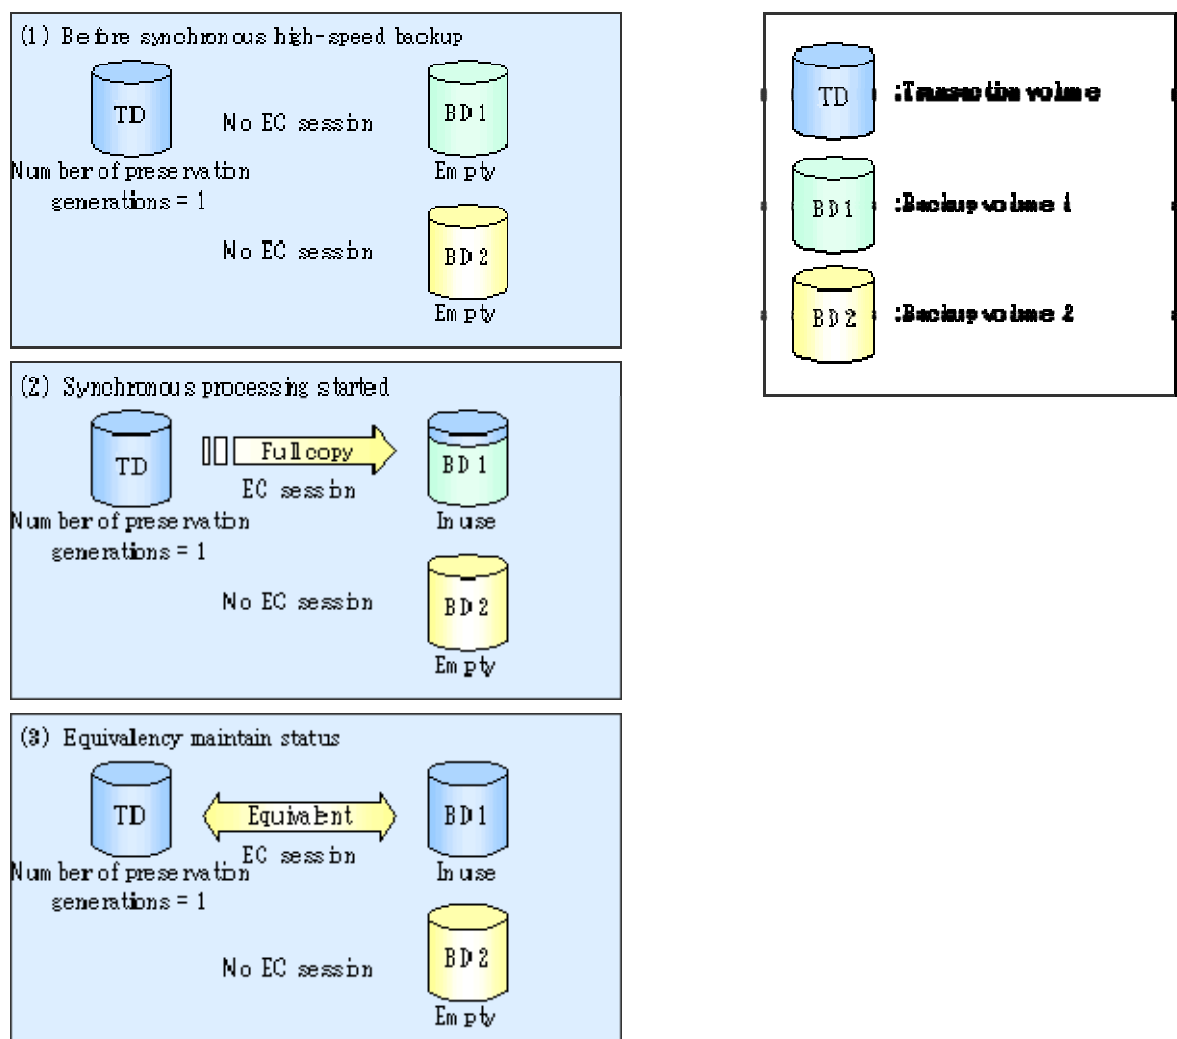 (1) Before synchronous high-speed backup
TD
No EC session
BD1
Number of preservation
generations = 1
Empty
No EC session
BD2
Empty
(2) Synchronous processing started
TD
Full copy
BD1
EC session
Number of preservation
generations = 1
In use
No EC session
BD2
Empty
(3) Equivalency maintain status
TD
Equivalent
BD1
EC session
Number of preservation
generations = 1
In use
No EC session
BD2
Empty
TD
:Transaction volume
BD1
:Backup volume 1
BD2
:Backup volume 2